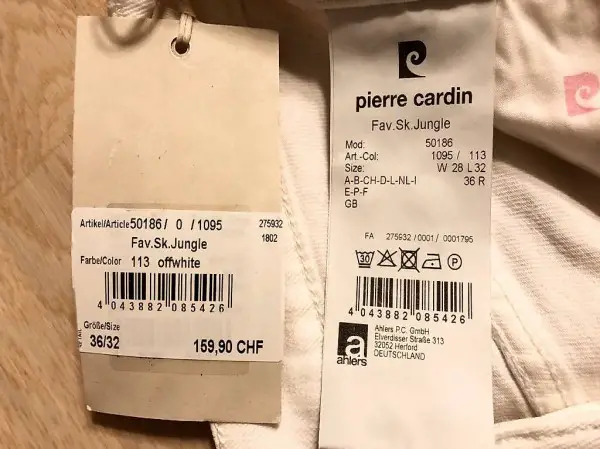 Artikel/Article 50186/ 0 /1095 275932
Fav.Sk.Jungle 1802
Farbe/Color 113 offwhite
4 043882 085426
Größe/Size
36/32 159,90 CHF
pierre cardin
Fav.Sk.Jungle
Mod: 50186
Art.-Col: 1095 / 113
Size: W 28 L 32
A-B-CH-D-L-NL-I 36 R
E-P-F
GB
FA 275932 /0001/ 0001795
30 P
4 043882 085426
a
ahlers
Ahlers P.C. GmbH
Elverdisser Straße 313
32052 Herford
DEUTSCHLAND